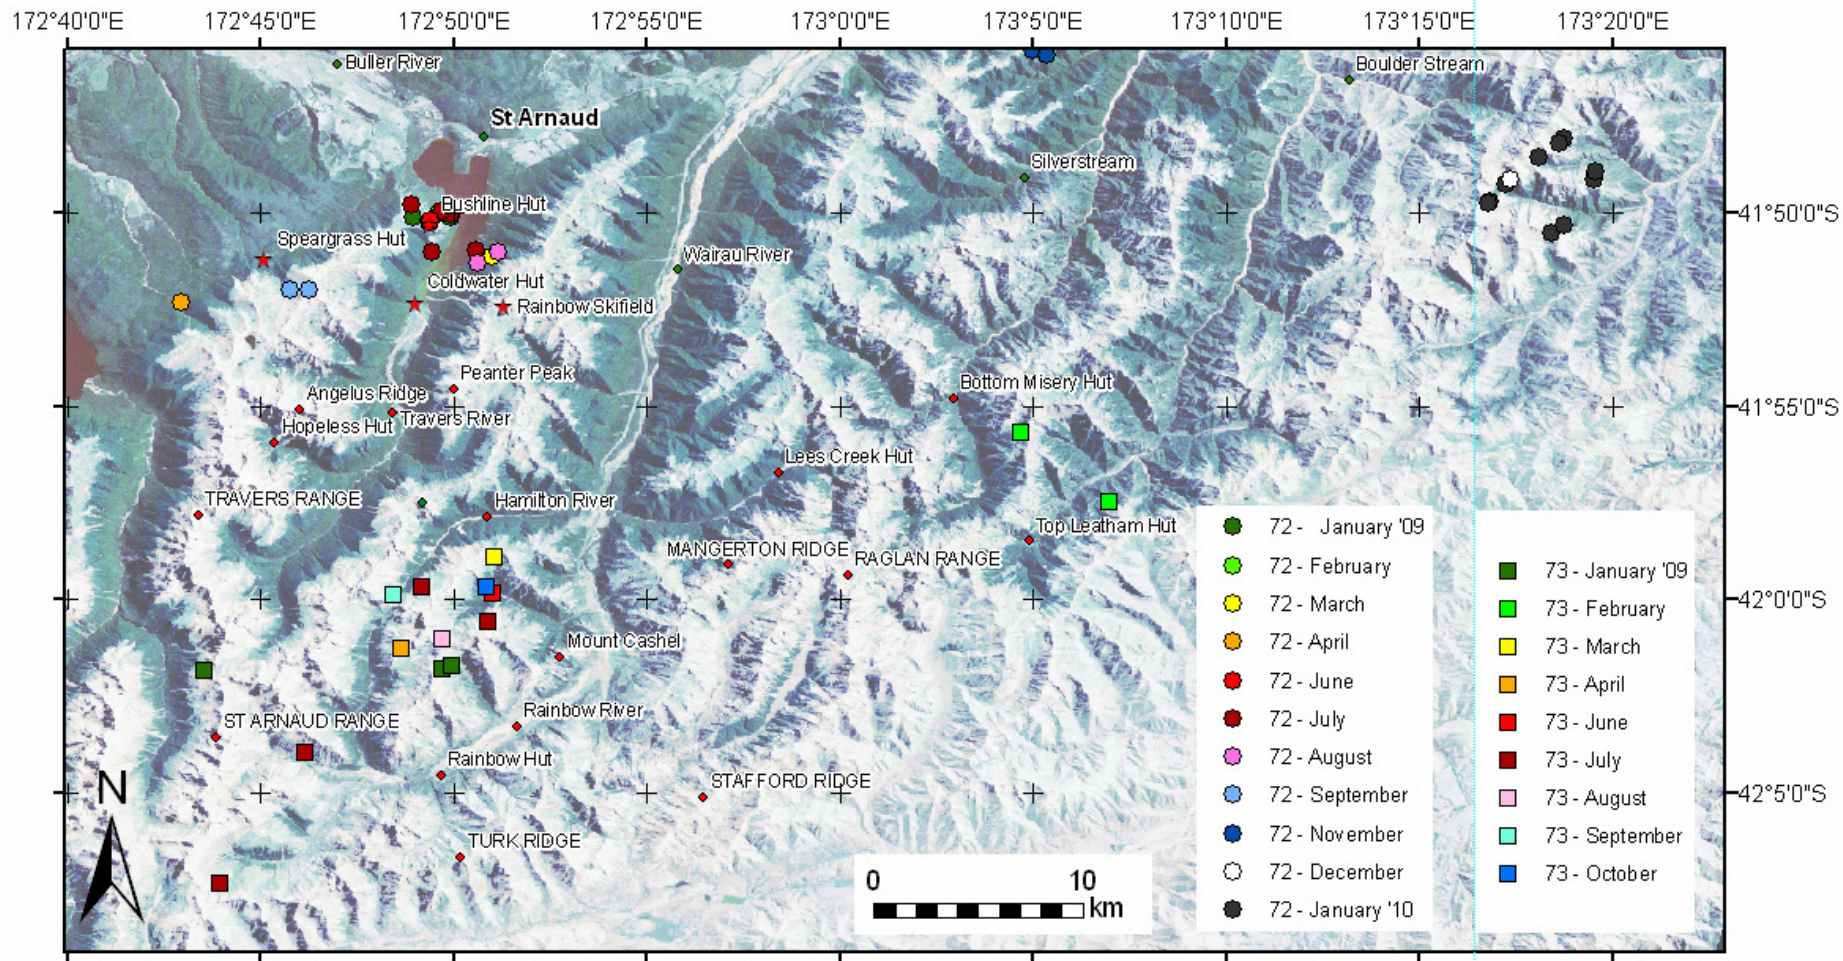 172°40'0"E 172°45'0"E 172°50'0"E 172°55'0"E 173°0'0"E 173°5'0"E 173°10'0"E 173°15'0"E 173°20'0"E
Buller River
Boulder Stream
St Arnaud
Silverstream
Bushline Hut
41°50'0"S
Speargrass Hut
Wairau River
Coldwater Hut
Rainbow Skifield
Peanter Peak
Bottom Misery Hut
Angelus Ridge
41°55'0"S
Travers River
Hopeless Hut
Lees Creek Hut
TRAVERS RANGE
Hamilton River
Top Leatham Hut
MANGERTON RIDGE
RAGLAN RANGE
42°0'0"S
Mount Cashel
Rainbow River
ST ARNAUD RANGE
Rainbow Hut
STAFFORD RIDGE
42°5'0"S
N
TURK RIDGE
0 10
km
72 - January '09
72 - February
72 - March
72 - April
72 - June
72 - July
72 - August
72 - September
72 - November
72 - December
72 - January '10
73 - January '09
73 - February
73 - March
73 - April
73 - June
73 - July
73 - August
73 - September
73 - October